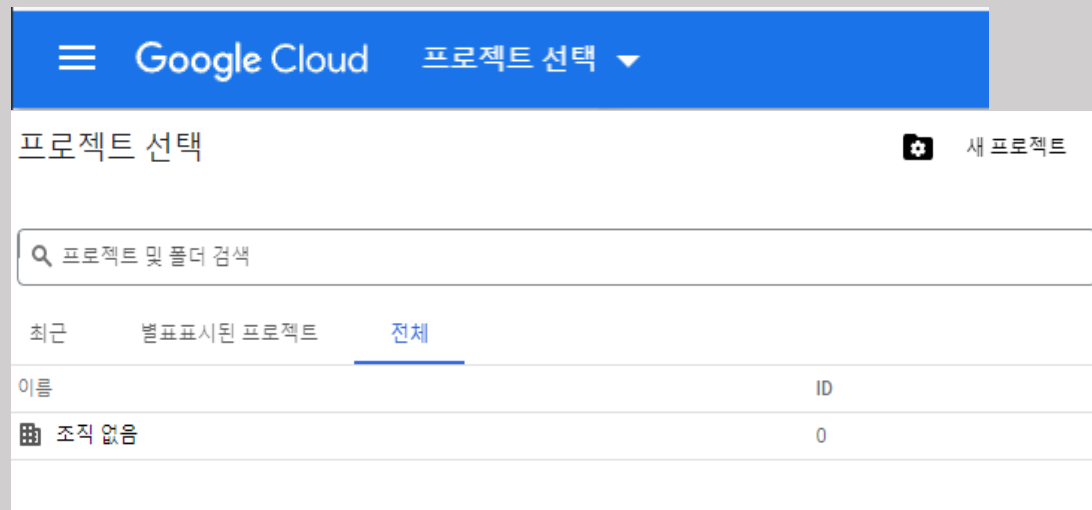 Google Cloud 프로젝트 선택
프로젝트 선택 새 프로젝트
프로젝트 및 폴더 검색
최근 별표표시된 프로젝트 전체
이름 ID
조직 없음 0